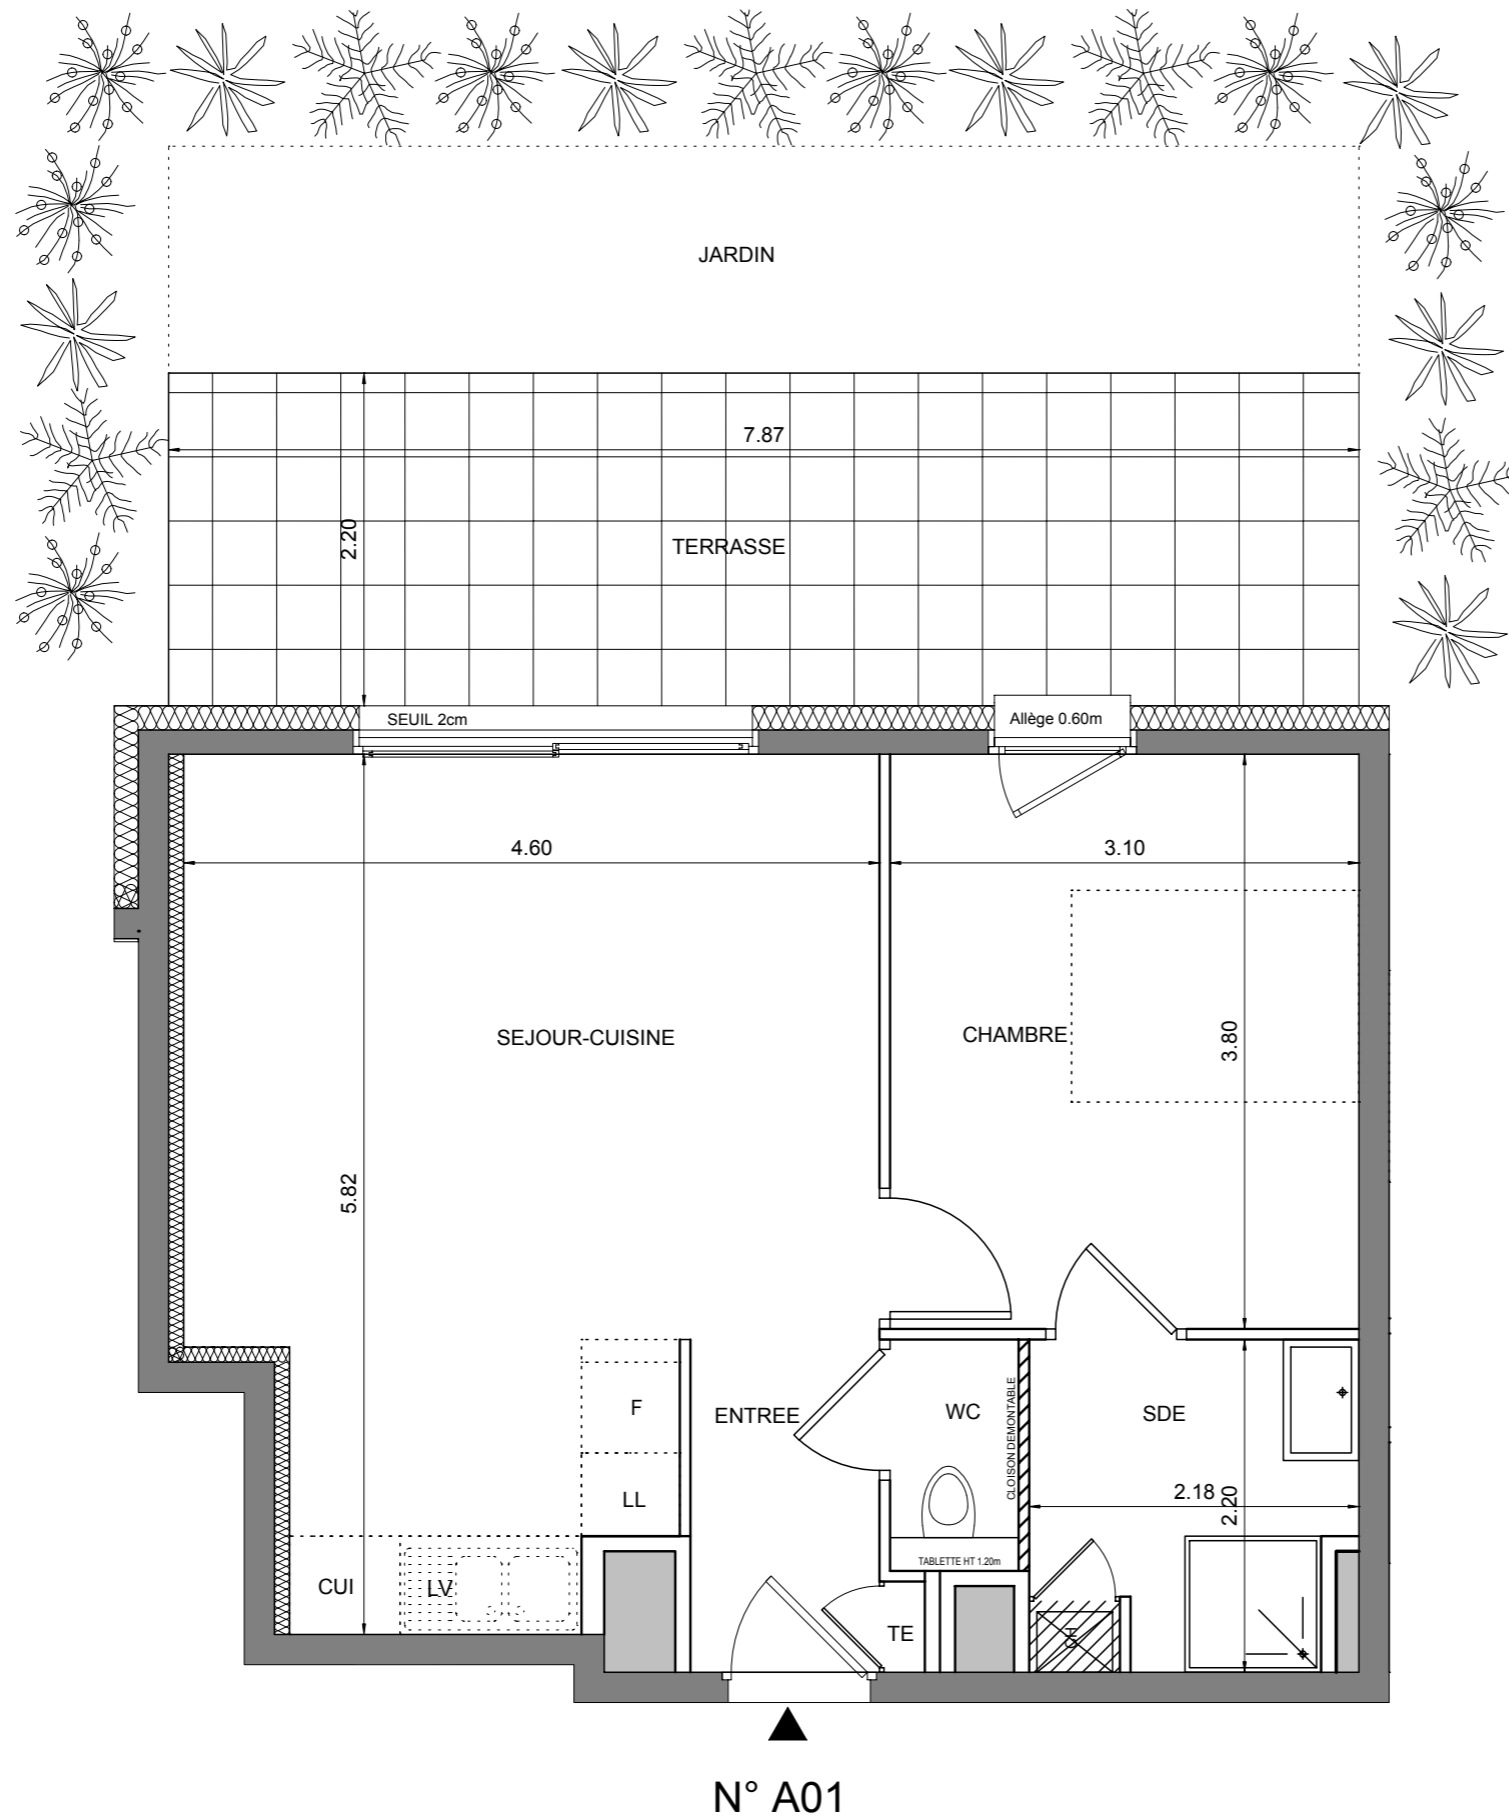 JARDIN
7.87
2.20
TERRASSE
SEUIL 2cm
Allège 0.60m
4.60
3.10
SEJOUR-CUISINE
CHAMBRE
3.80
5.82
F
ENTREE
WC
CLOISON DEMONTABLE
SDE
LL
2.18
2.20
TABLETTE HT 1.20m
CUI
LV
TE
CH
N° A01